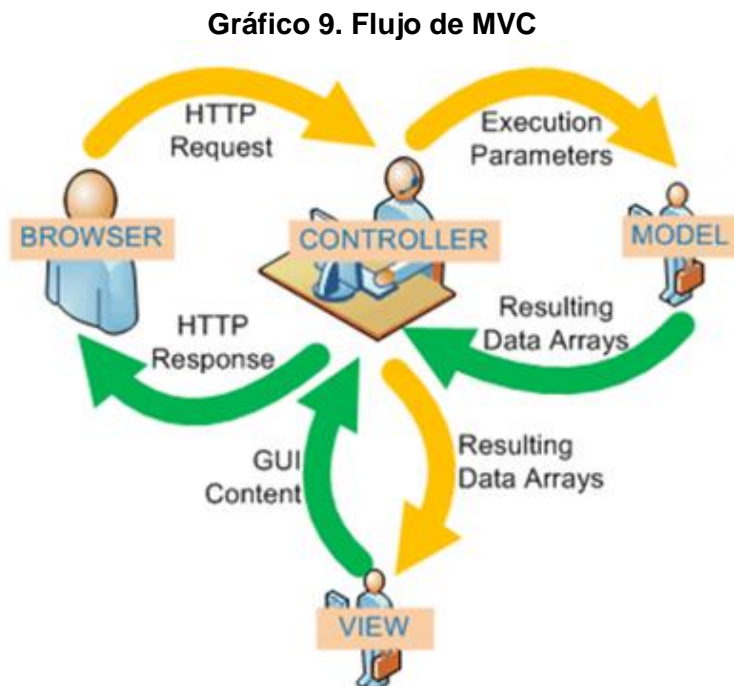 Gráfico 9. Flujo de MVC
HTTP
Request
Execution
Parameters
BROWSER
CONTROLLER
MODEL
HTTP
Response
Resulting
Data Arrays
GUI
Content
Resulting
Data Arrays
VIEW